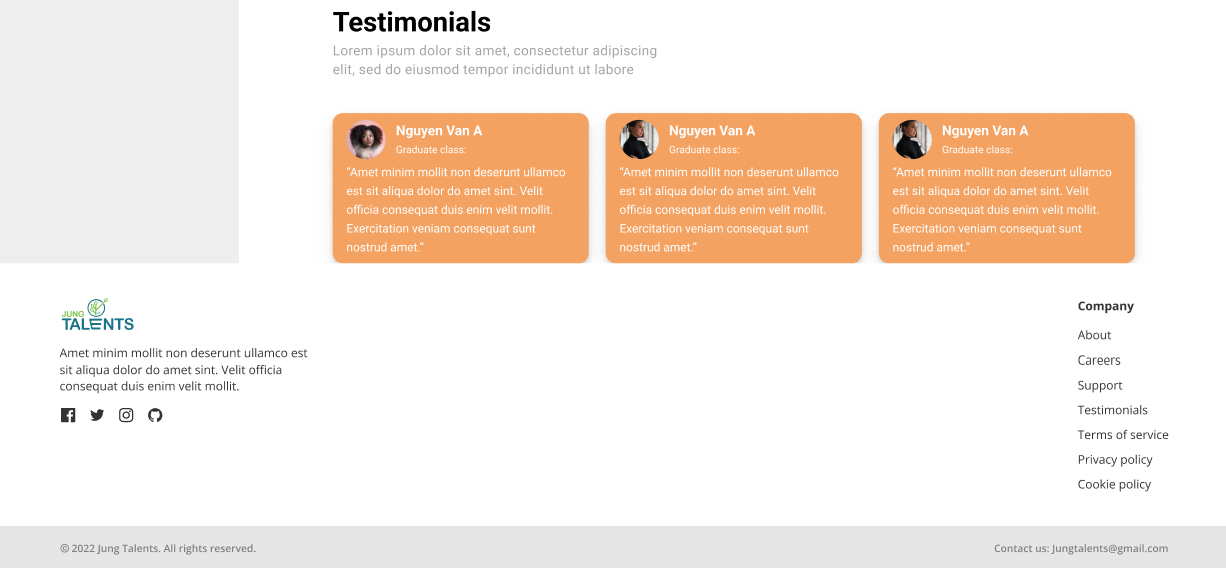 Testimonials
Lorem ipsum dolor sit amet, consectetur adipiscing
elit, sed do eiusmod tempor incididunt ut labore
Nguyen Van A
Graduate class:
“Amet minim mollit non deserunt ullamco
est sit aliqua dolor do amet sint. Velit
officia consequat duis enim velit mollit.
Exercitation veniam consequat sunt
nostrud amet.”
Nguyen Van A
Graduate class:
“Amet minim mollit non deserunt ullamco
est sit aliqua dolor do amet sint. Velit
officia consequat duis enim velit mollit.
Exercitation veniam consequat sunt
nostrud amet.”
Nguyen Van A
Graduate class:
“Amet minim mollit non deserunt ullamco
est sit aliqua dolor do amet sint. Velit
officia consequat duis enim velit mollit.
Exercitation veniam consequat sunt
nostrud amet.”
JUNG
TALENTS
Amet minim mollit non deserunt ullamco est
sit aliqua dolor do amet sint. Velit officia
consequat duis enim velit mollit.
Company
About
Careers
Support
Testimonials
Terms of service
Privacy policy
Cookie policy
© 2022 Jung Talents. All rights reserved.
Contact us: Jungtalents@gmail.com